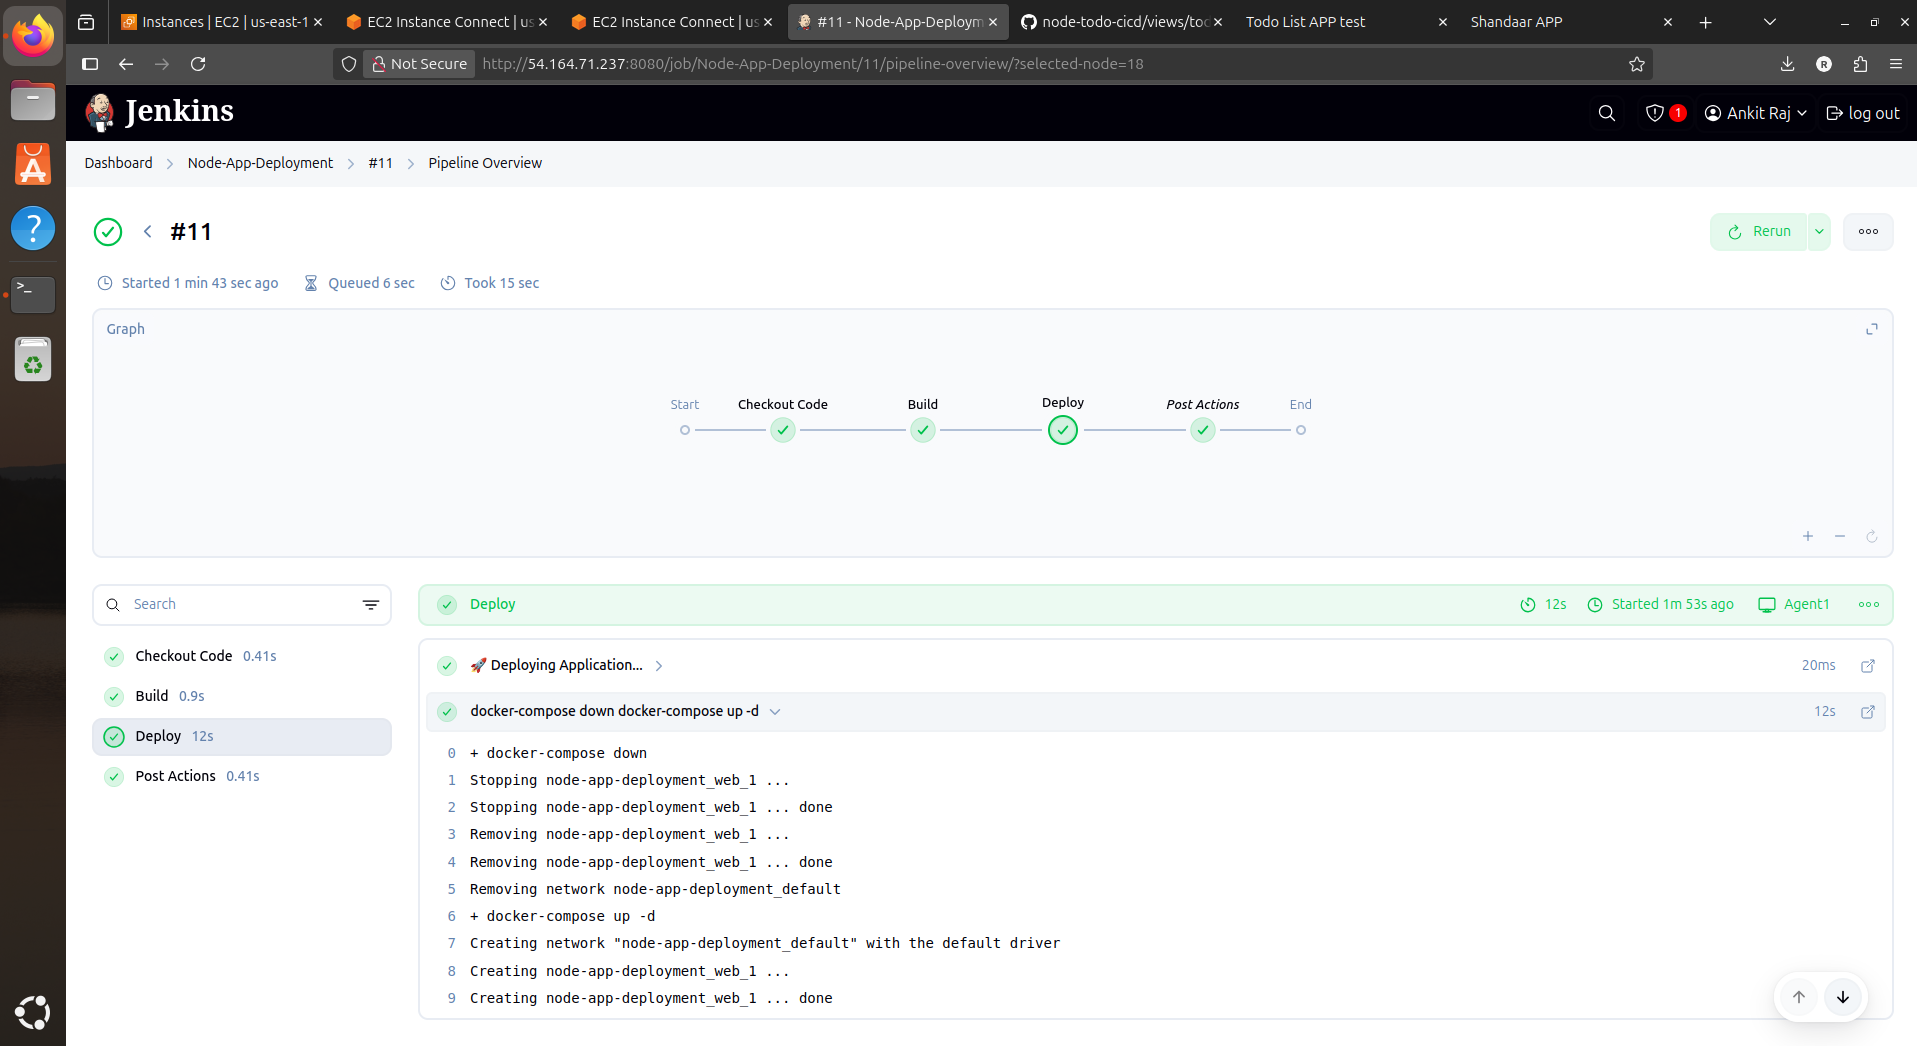 Instances | EC2 | us-east-1
EC2 Instance Connect | us
EC2 Instance Connect | us
#11 - Node-App-Deploym
node-todo-cicd/views/tod
Todo List APP test
Shandaar APP
Not Secure
http://54.164.71.237:8080/job/Node-App-Deployment/11/pipeline-overview/?selected-node=18
R
Jenkins
1
Ankit Raj
log out
Dashboard
Node-App-Deployment
#11
Pipeline Overview
#11
Rerun
Started 1 min 43 sec ago
Queued 6 sec
Took 15 sec
Graph
Start
Checkout Code
Build
Deploy
Post Actions
End
Search
Checkout Code 0.41s
Build 0.9s
Deploy 12s
Post Actions 0.41s
Deploy
12s
Started 1m 53s ago
Agent1
🚀 Deploying Application...
20ms
docker-compose down docker-compose up -d
12s
0 + docker-compose down
1 Stopping node-app-deployment_web_1 ...
2 Stopping node-app-deployment_web_1 ... done
3 Removing node-app-deployment_web_1 ...
4 Removing node-app-deployment_web_1 ... done
5 Removing network node-app-deployment_default
6 + docker-compose up -d
7 Creating network "node-app-deployment_default" with the default driver
8 Creating node-app-deployment_web_1 ...
9 Creating node-app-deployment_web_1 ... done